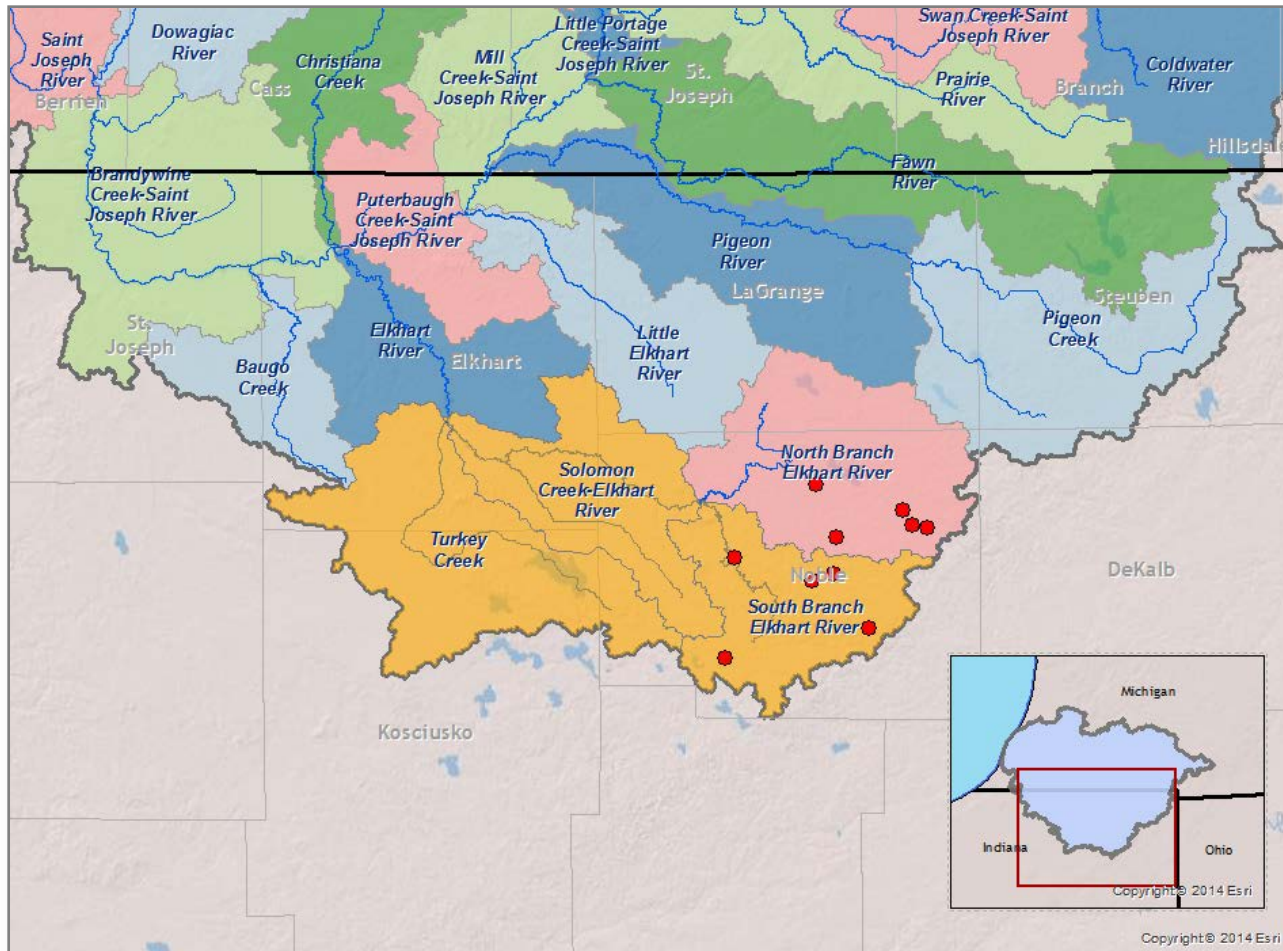 Saint
Joseph
River
Berrien
Dowagiac
River
Cass
Christiana
Creek
Mill
Creek-Saint
Joseph River
Little Portage
Creek-Saint
Joseph River
St.
Joseph
Swan Creek-Saint
Joseph River
Prairie
River
Branch
Coldwater
River
Hillsdale
Brandywine
Creek-Saint
Joseph River
Puterbaugh
Creek-Saint
Joseph River
Fawn
River
Pigeon
River
LaGrange
Steuben
Pigeon
Creek
St.
Joseph
Baugo
Creek
Elkhart
River
Elkhart
Little
Elkhart
River
North Branch
Elkhart River
Solomon
Creek-Elkhart
River
Turkey
Creek
Noble
South Branch
Elkhart River
DeKalb
Kosciusko
Michigan
Indiana
Ohio
Copyright:© 2014 Esri
Copyright:© 2014 Esri